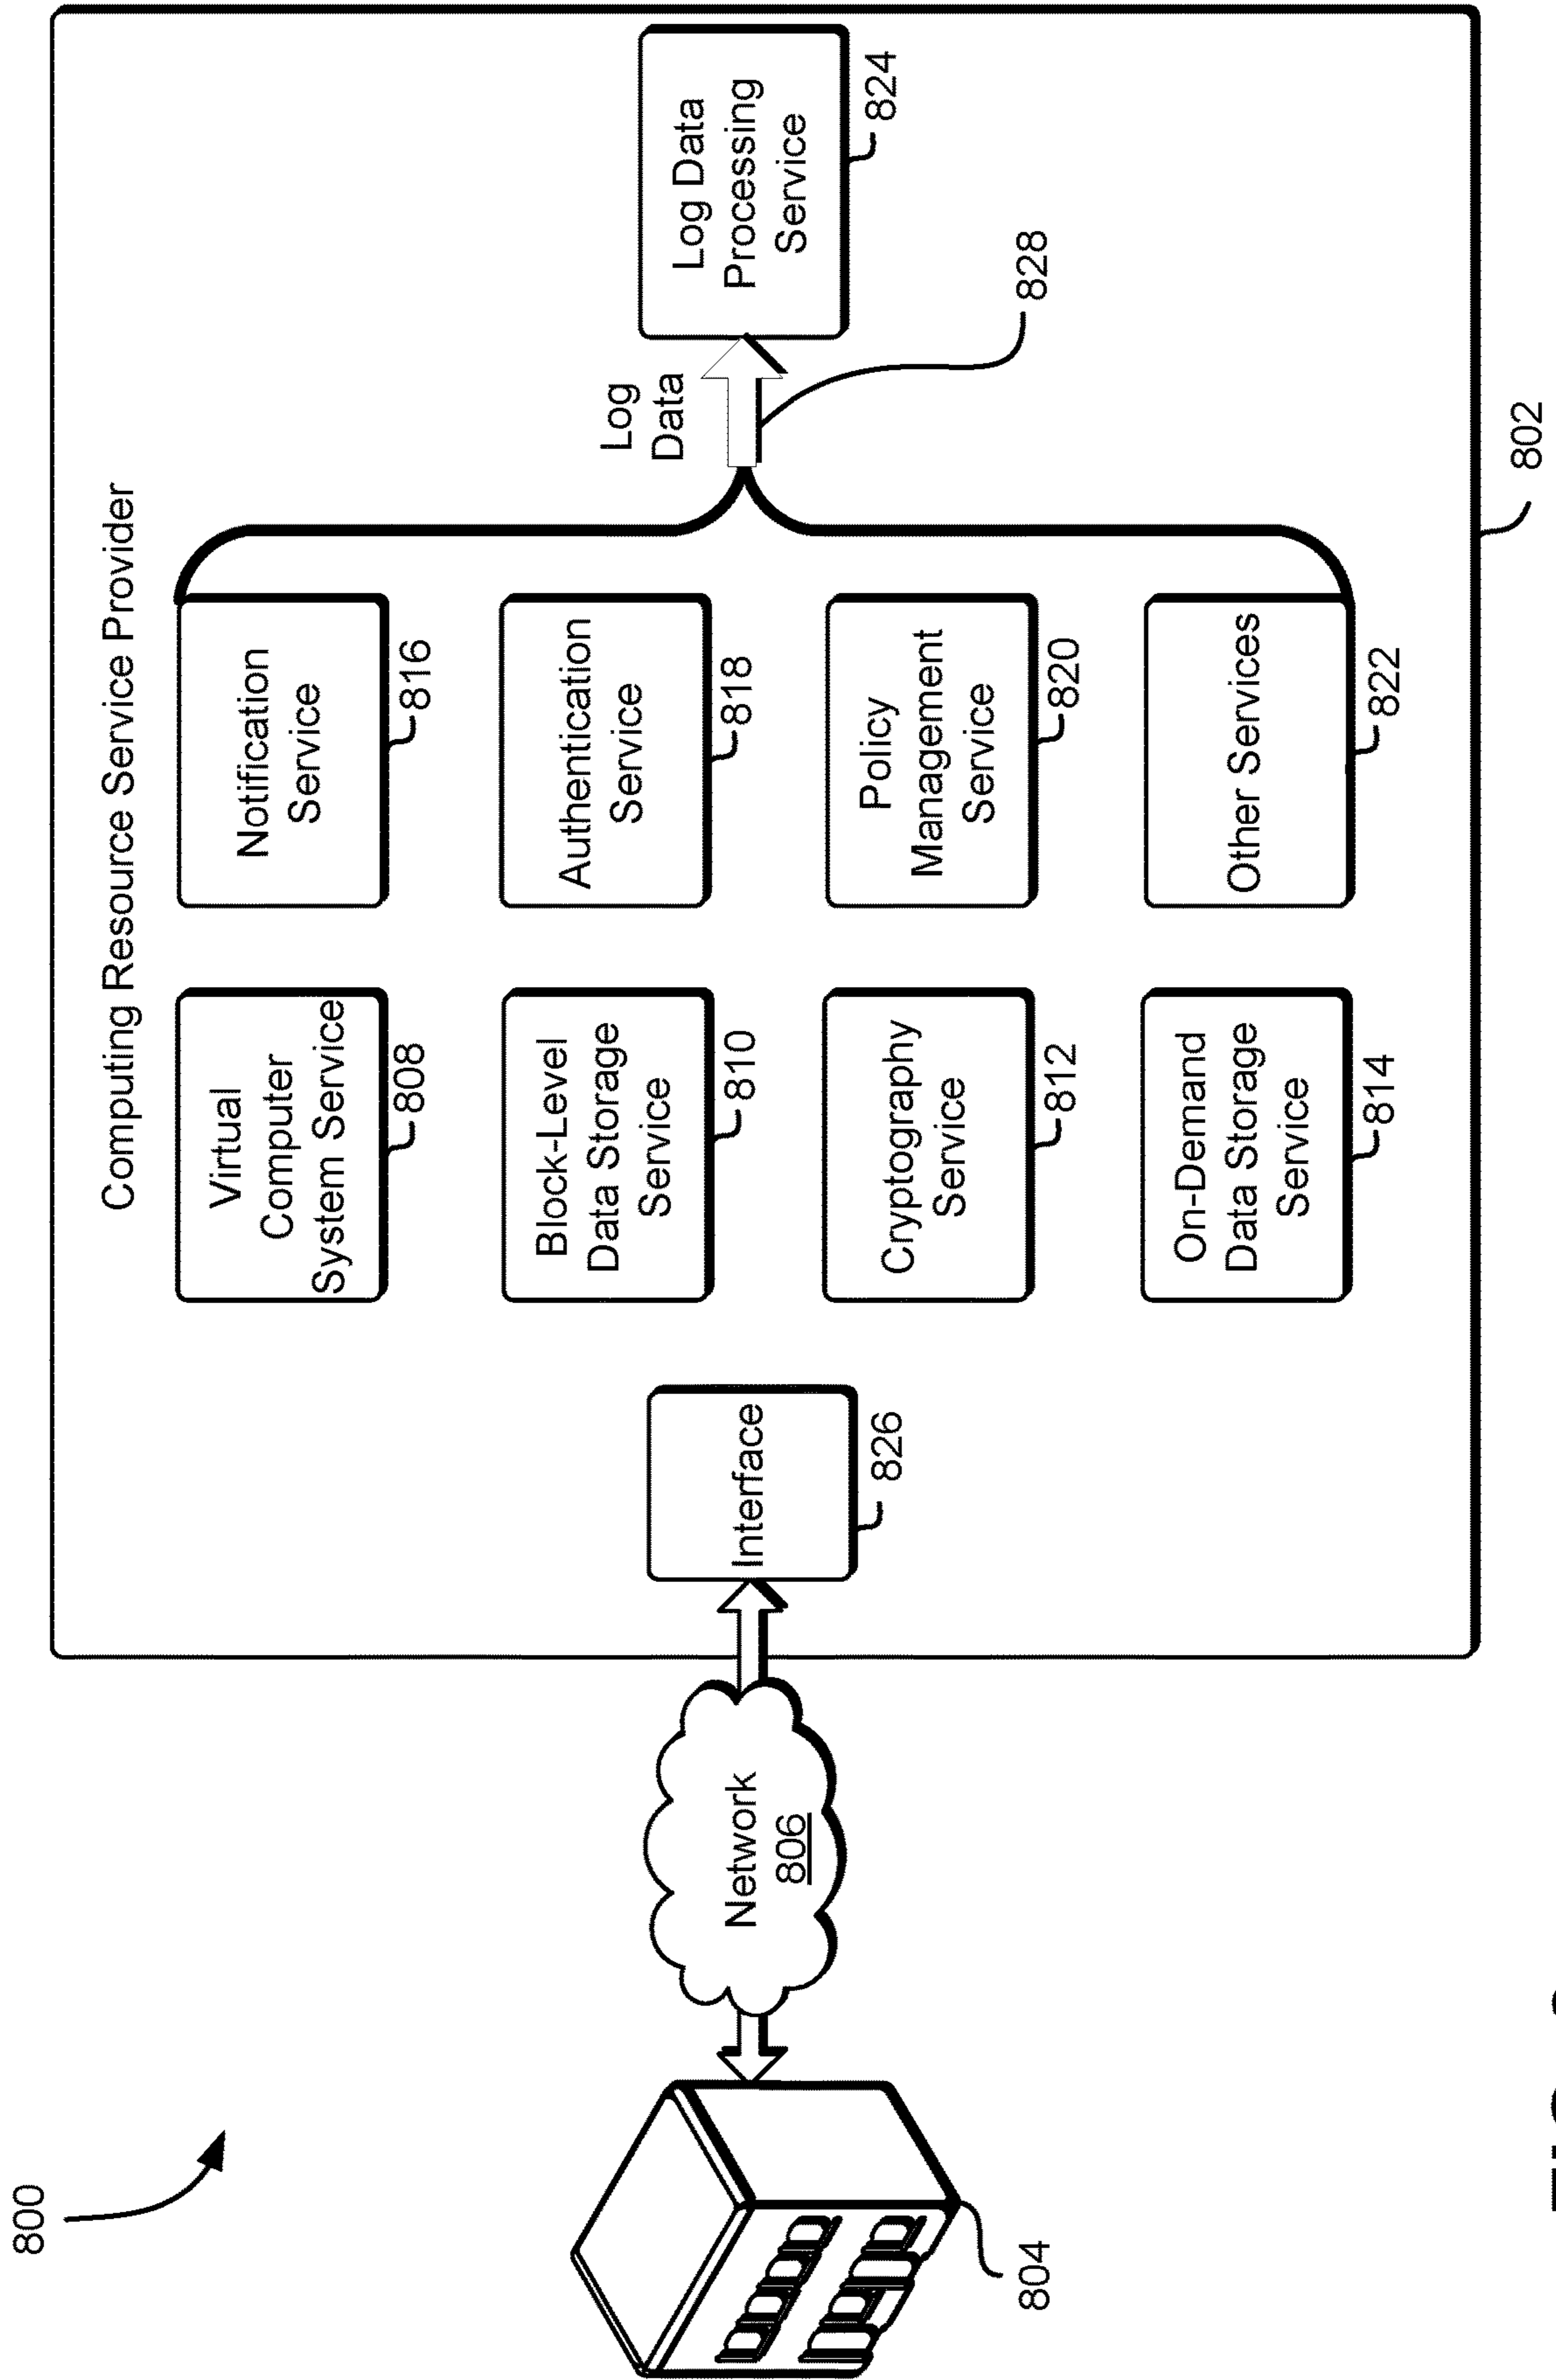 800
Computing Resource Service Provider
Virtual
Computer
System Service
808
Notification
Service
816
Block-Level
Data Storage
Service
810
Authentication
Service
818
Log
Data
Log Data
Processing
Service
824
Interface
826
Network
806
Cryptography
Service
812
Policy
Management
Service
820
828
804
On-Demand
Data Storage
Service
814
Other Services
822
802